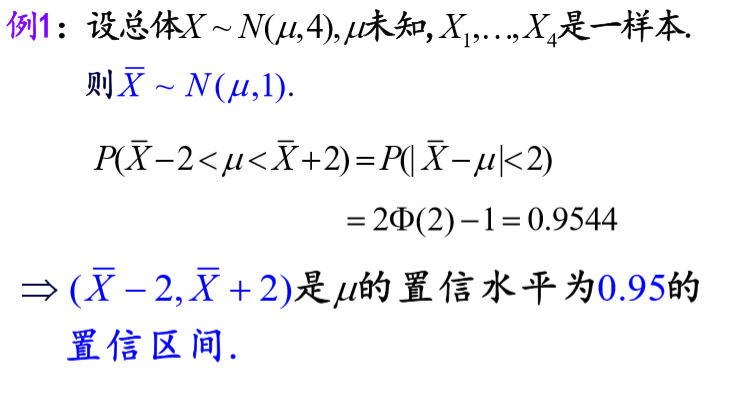 例1：设总体X ~ N(μ,4),μ未知,X₁,…,X₄是一样本.
则X̄ ~ N(μ,1).
P(X̄−2<μ<X̄+2)=P(|X̄−μ|<2)
=2Φ(2)−1=0.9544
⇒(X̄−2,X̄+2)是μ的置信水平为0.95的
置信区间.